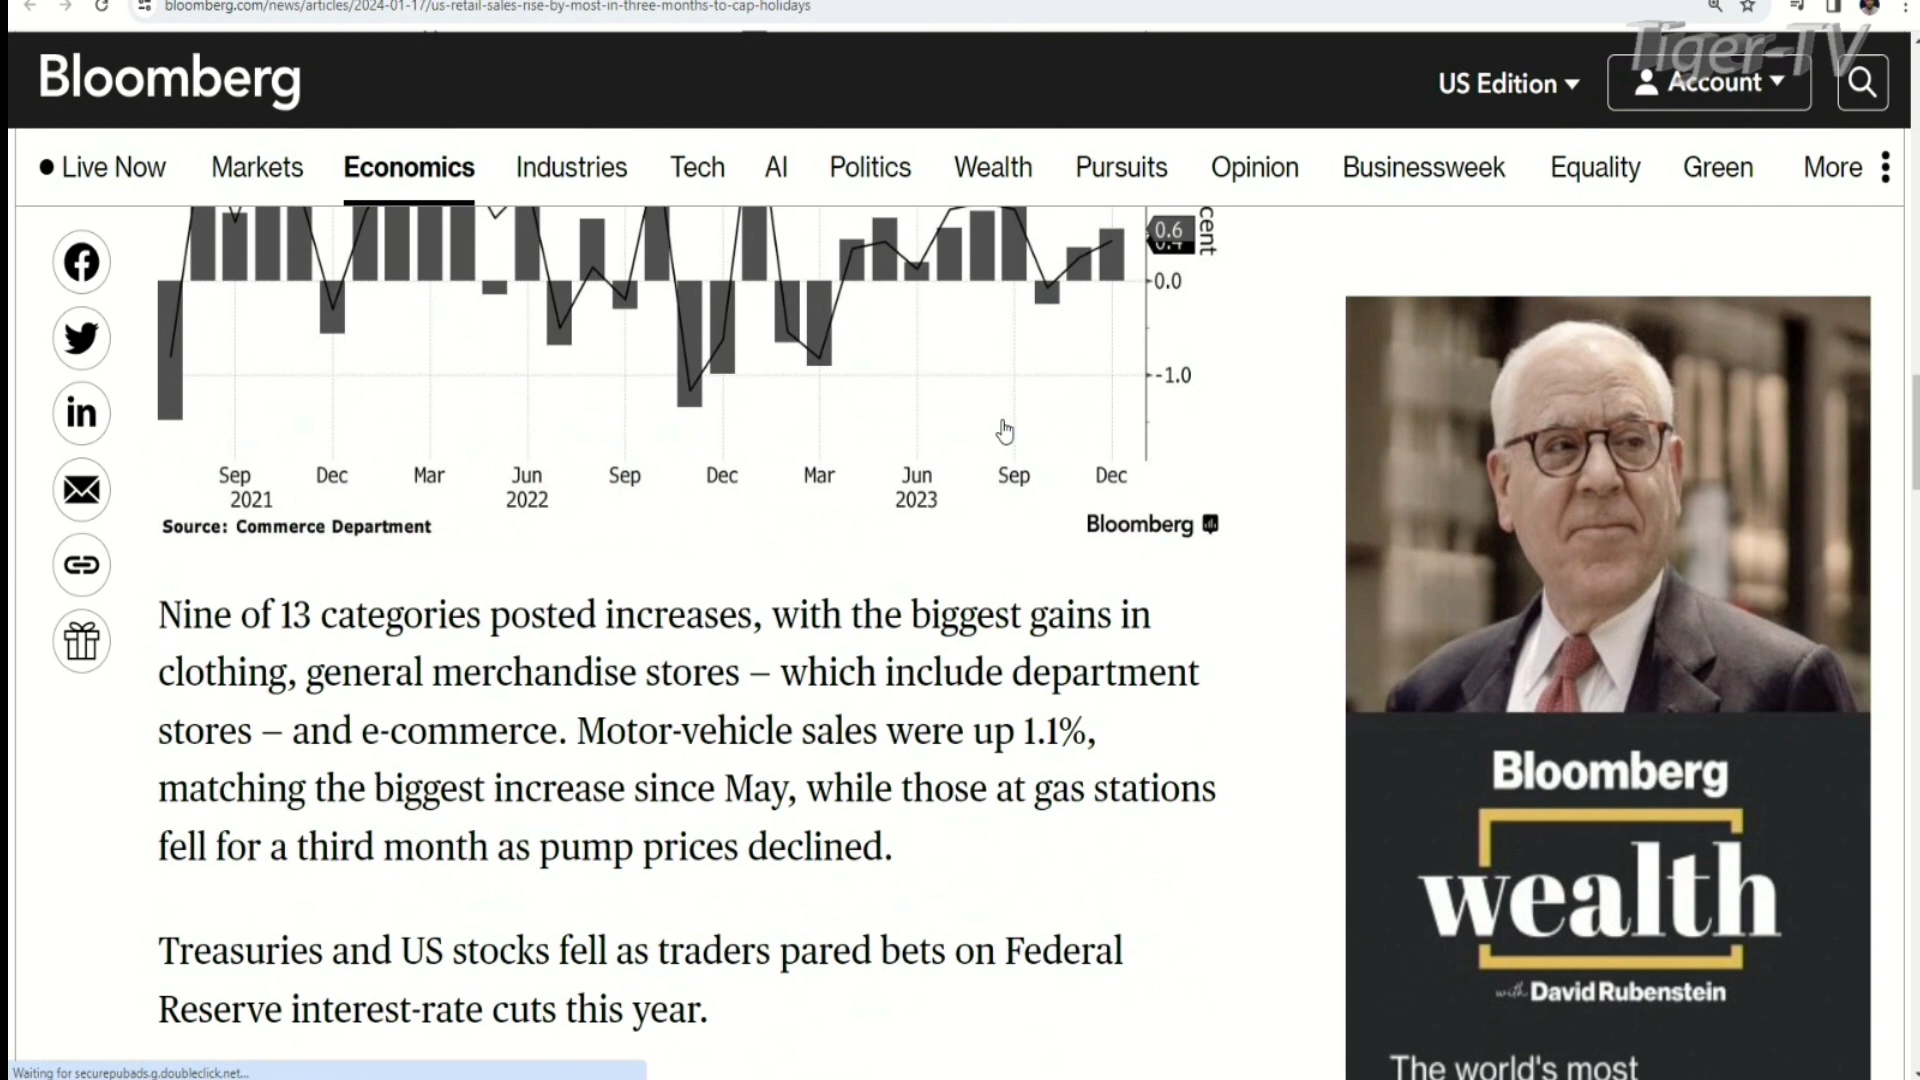 bloomberg.com/news/articles/2024-01-17/us-retail-sales-rise-by-most-in-three-months-to-cap-holidays
Tiger-TV
Bloomberg
US Edition
Account
Live Now Markets Economics Industries Tech AI Politics Wealth Pursuits Opinion Businessweek Equality Green More
0.6
cent
0.0
-1.0
Sep Dec Mar Jun Sep Dec Mar Jun Sep Dec
2021 2022 2023
Source: Commerce Department
Bloomberg
Nine of 13 categories posted increases, with the biggest gains in
clothing, general merchandise stores – which include department
stores – and e-commerce. Motor-vehicle sales were up 1.1%,
matching the biggest increase since May, while those at gas stations
fell for a third month as pump prices declined.
Treasuries and US stocks fell as traders pared bets on Federal
Reserve interest-rate cuts this year.
Bloomberg
wealth
with David Rubenstein
The world's most
Waiting for securepubads.g.doubleclick.net...